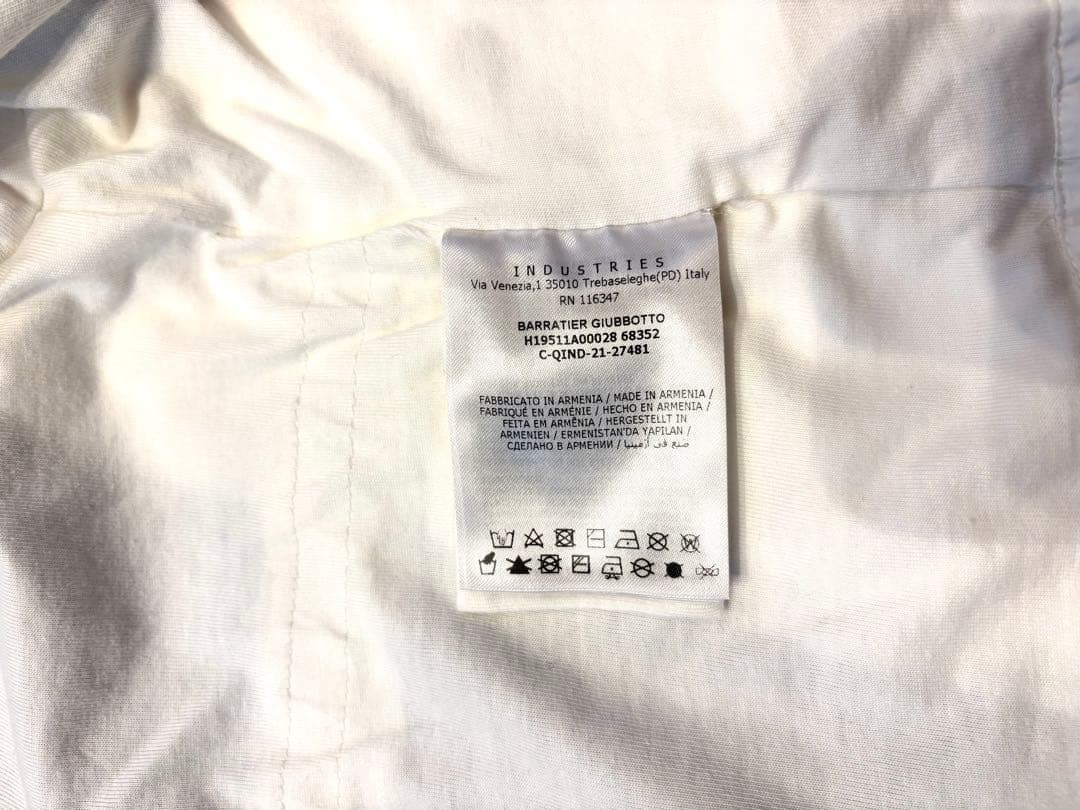 INDUSTRIES
Via Venezia,1 35010 Trebaseleghe(PD) Italy
RN 116347
BARRATIER GIUBBOTTO
H19511A00028 68352
C-QIND-21-27481
FABBRICATO IN ARMENIA / MADE IN ARMENIA /
FABRIQUÉ EN ARMÉNIE / HECHO EN ARMENIA /
FEITA EM ARMÊNIA / HERGESTELLT IN
ARMENIEN / ERMENISTAN'DA YAPILAN /
СДЕЛАНО В АРМЕНИИ / صنع في أرمينيا